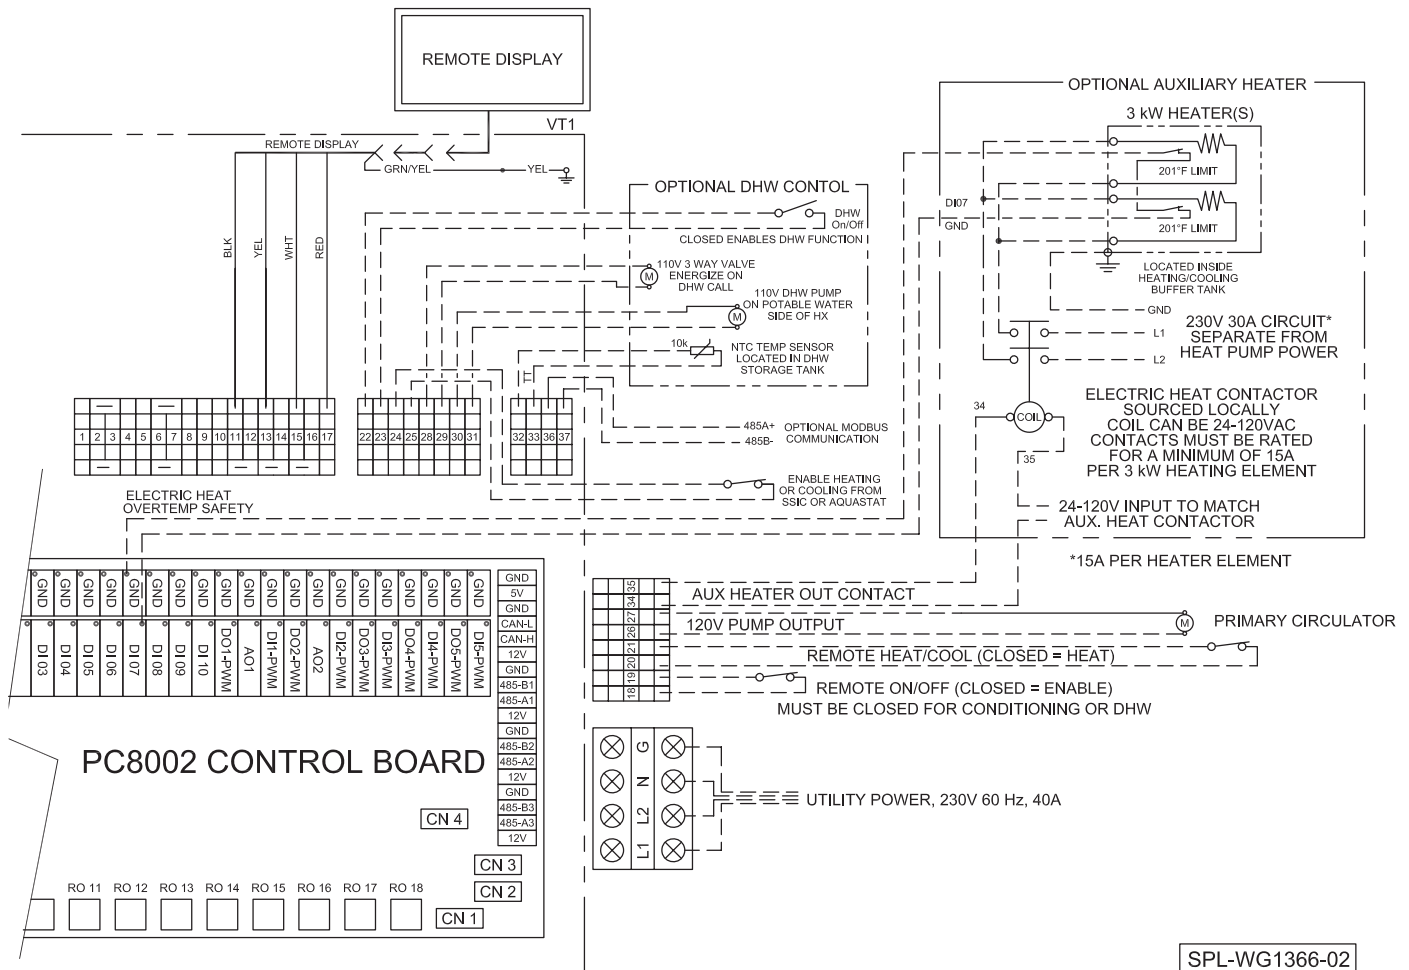 REMOTE DISPLAY
VT1
REMOTE DISPLAY
GRN/YEL
YEL
BLK
YEL
WHT
RED
OPTIONAL DHW CONTOL
DHW
On/Off
CLOSED ENABLES DHW FUNCTION
110V 3 WAY VALVE
ENERGIZE ON
DHW CALL
M
110V DHW PUMP
ON POTABLE WATER
SIDE OF HX
M
10k
NTC TEMP SENSOR
LOCATED IN DHW
STORAGE TANK
TT
485A+
485B-
OPTIONAL MODBUS
COMMUNICATION
ENABLE HEATING
OR COOLING FROM
SSIC OR AQUASTAT
OPTIONAL AUXILIARY HEATER
3 kW HEATER(S)
201°F LIMIT
201°F LIMIT
DI07
GND
LOCATED INSIDE
HEATING/COOLING
BUFFER TANK
GND
L1
L2
230V 30A CIRCUIT*
SEPARATE FROM
HEAT PUMP POWER
34
COIL
35
ELECTRIC HEAT CONTACTOR
SOURCED LOCALLY
COIL CAN BE 24-120VAC
CONTACTS MUST BE RATED
FOR A MINIMUM OF 15A
PER 3 kW HEATING ELEMENT
24-120V INPUT TO MATCH
AUX. HEAT CONTACTOR
*15A PER HEATER ELEMENT
1 2 3 4 5 6 7 8 9 10 11 12 13 14 15 16 17
22 23 24 25 28 29 30 31
32 33 36 37
ELECTRIC HEAT
OVERTEMP SAFETY
GND GND GND GND GND GND GND GND GND GND GND GND GND GND GND GND GND GND GND GND
DI 03 DI 04 DI 05 DI 06 DI 07 DI 08 DI 09 DI 10 DO1-PWM AO1 DI1-PWM DO2-PWM AO2 DI2-PWM DO3-PWM DI3-PWM DO4-PWM DI4-PWM DO5-PWM DI5-PWM
GND
5V
GND
CAN-L
CAN-H
12V
GND
485-B1
485-A1
12V
GND
485-B2
485-A2
12V
GND
485-B3
485-A3
12V
PC8002 CONTROL BOARD
CN 4
CN 3
CN 2
CN 1
RO 11 RO 12 RO 13 RO 14 RO 15 RO 16 RO 17 RO 18
35
34
27
26
21
20
19
18
AUX HEATER OUT CONTACT
120V PUMP OUTPUT
M
PRIMARY CIRCULATOR
REMOTE HEAT/COOL (CLOSED = HEAT)
REMOTE ON/OFF (CLOSED = ENABLE)
MUST BE CLOSED FOR CONDITIONING OR DHW
G
N
L2
L1
UTILITY POWER, 230V 60 Hz, 40A
SPL-WG1366-02